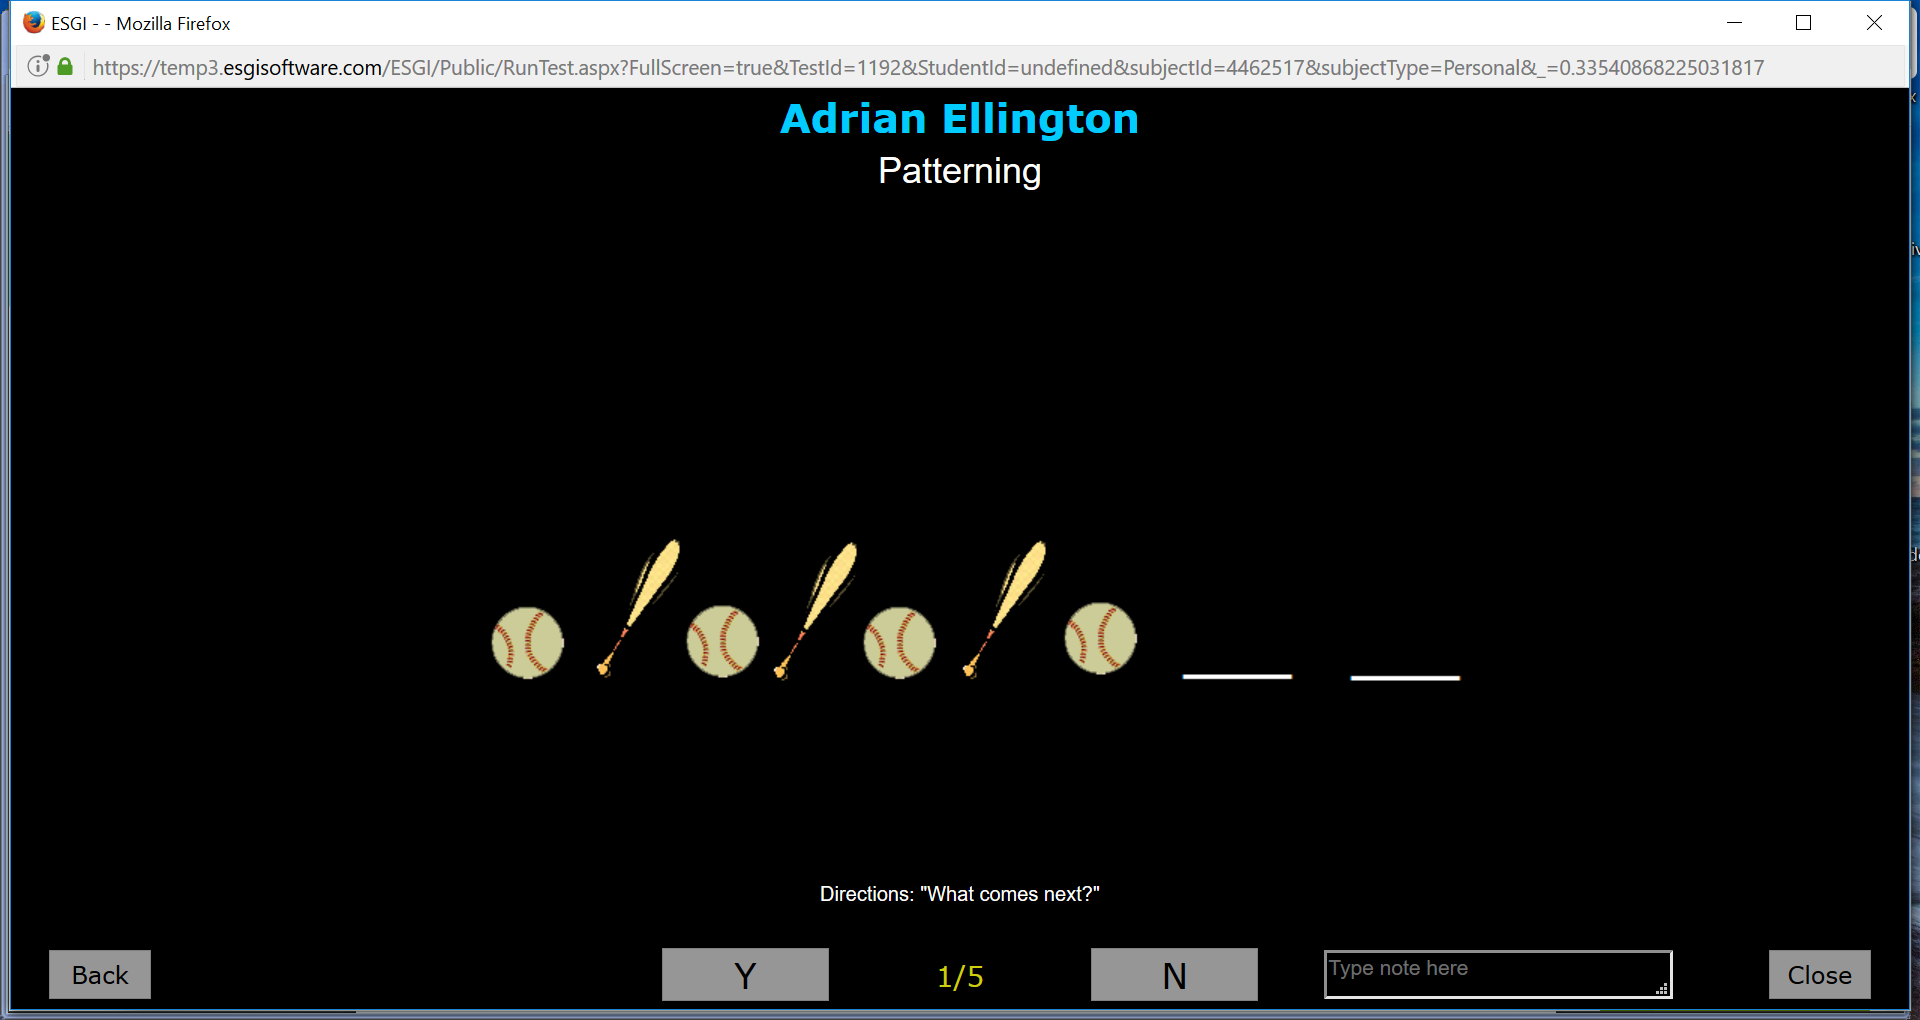 ESGI - - Mozilla Firefox
https://temp3.esgisoftware.com/ESGI/Public/RunTest.aspx?FullScreen=true&TestId=1192&StudentId=undefined&subjectId=4462517&subjectType=Personal&_=0.33540868225031817
Adrian Ellington
Patterning
Directions: "What comes next?"
Back
Y
1/5
N
Type note here
Close